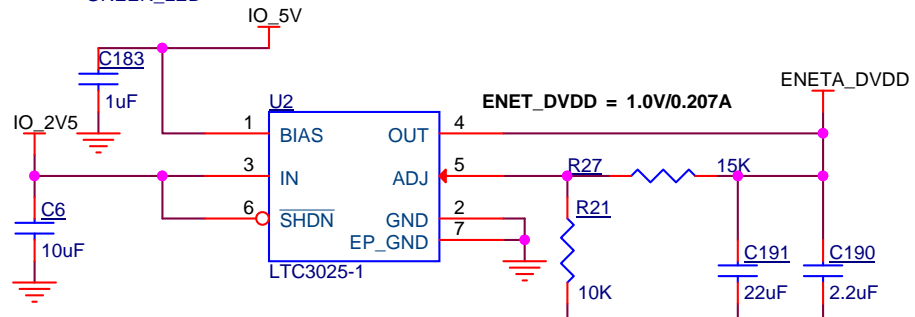 IO_5V
C183
1uF
ENETA_DVDD
U2
ENET_DVDD = 1.0V/0.207A
IO_2V5
1
BIAS
OUT
4
3
IN
ADJ
5
R27
15K
C6
6
SHDN
GND
2
R21
10uF
EP_GND
7
LTC3025-1
C191
C190
10K
22uF
2.2uF